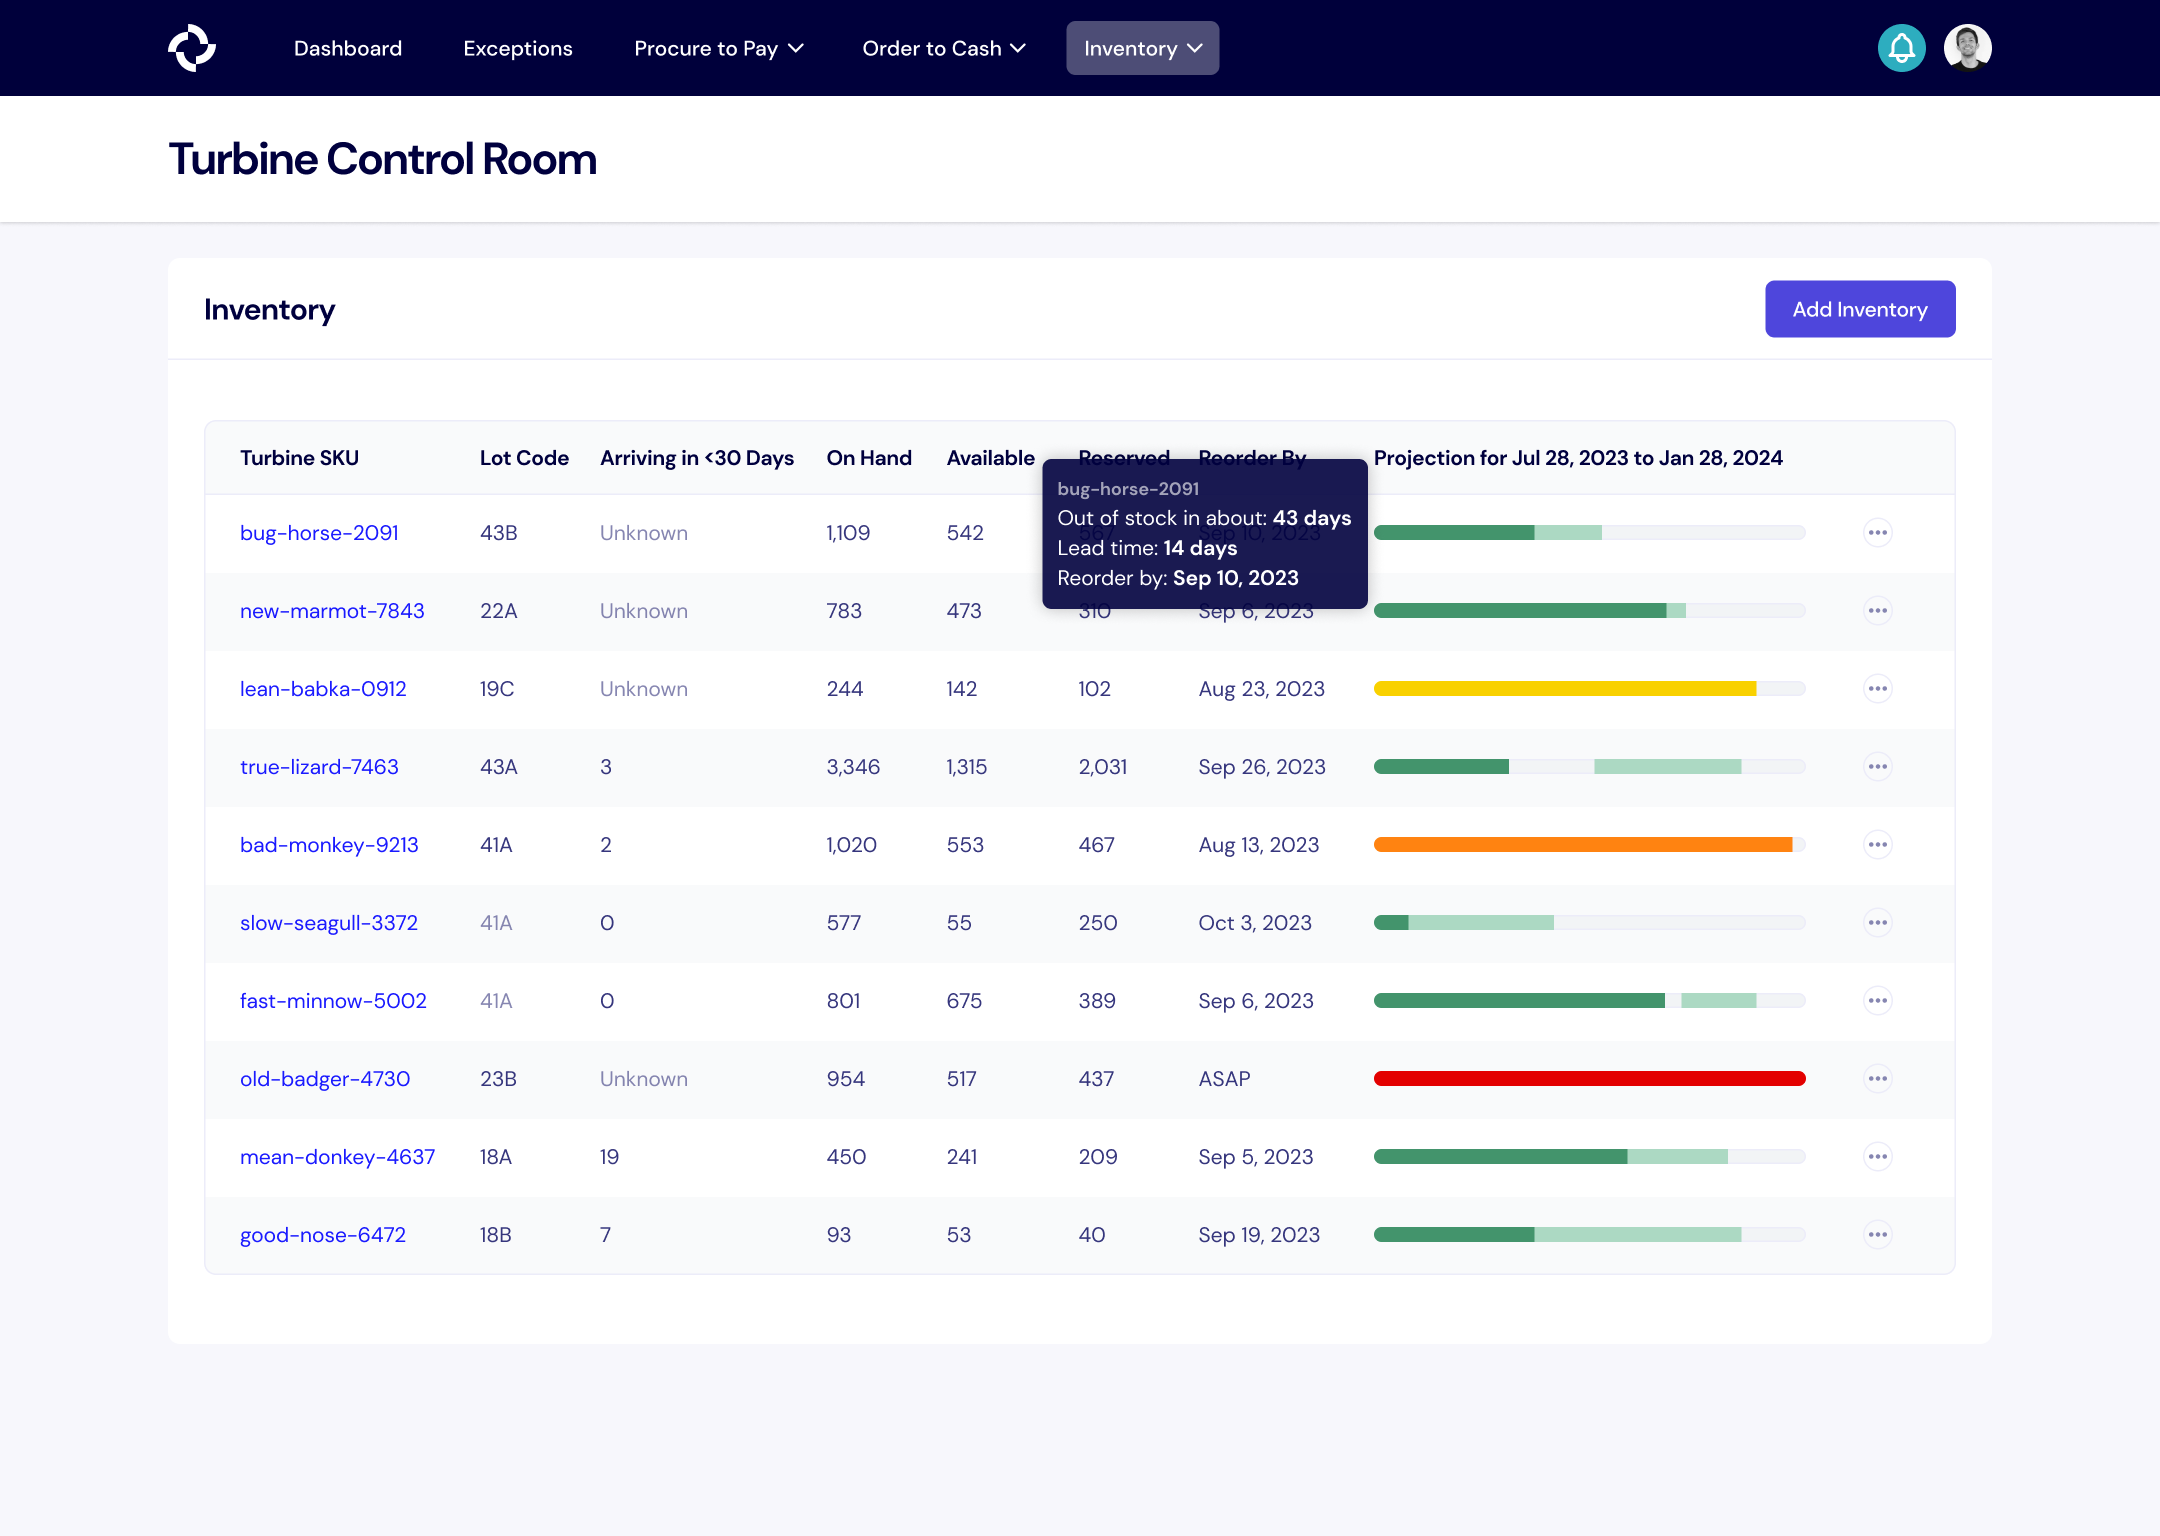 Dashboard Exceptions Procure to Pay Order to Cash Inventory
Turbine Control Room
Inventory Add Inventory
Turbine SKU Lot Code Arriving in <30 Days On Hand Available Reserved Reorder By Projection for Jul 28, 2023 to Jan 28, 2024
bug-horse-2091
Out of stock in about: 43 days
Lead time: 14 days
Reorder by: Sep 10, 2023
bug-horse-2091 43B Unknown 1,109 542 567 Sep 10, 2023
new-marmot-7843 22A Unknown 783 473 310 Sep 6, 2023
lean-babka-0912 19C Unknown 244 142 102 Aug 23, 2023
true-lizard-7463 43A 3 3,346 1,315 2,031 Sep 26, 2023
bad-monkey-9213 41A 2 1,020 553 467 Aug 13, 2023
slow-seagull-3372 41A 0 577 55 250 Oct 3, 2023
fast-minnow-5002 41A 0 801 675 389 Sep 6, 2023
old-badger-4730 23B Unknown 954 517 437 ASAP
mean-donkey-4637 18A 19 450 241 209 Sep 5, 2023
good-nose-6472 18B 7 93 53 40 Sep 19, 2023